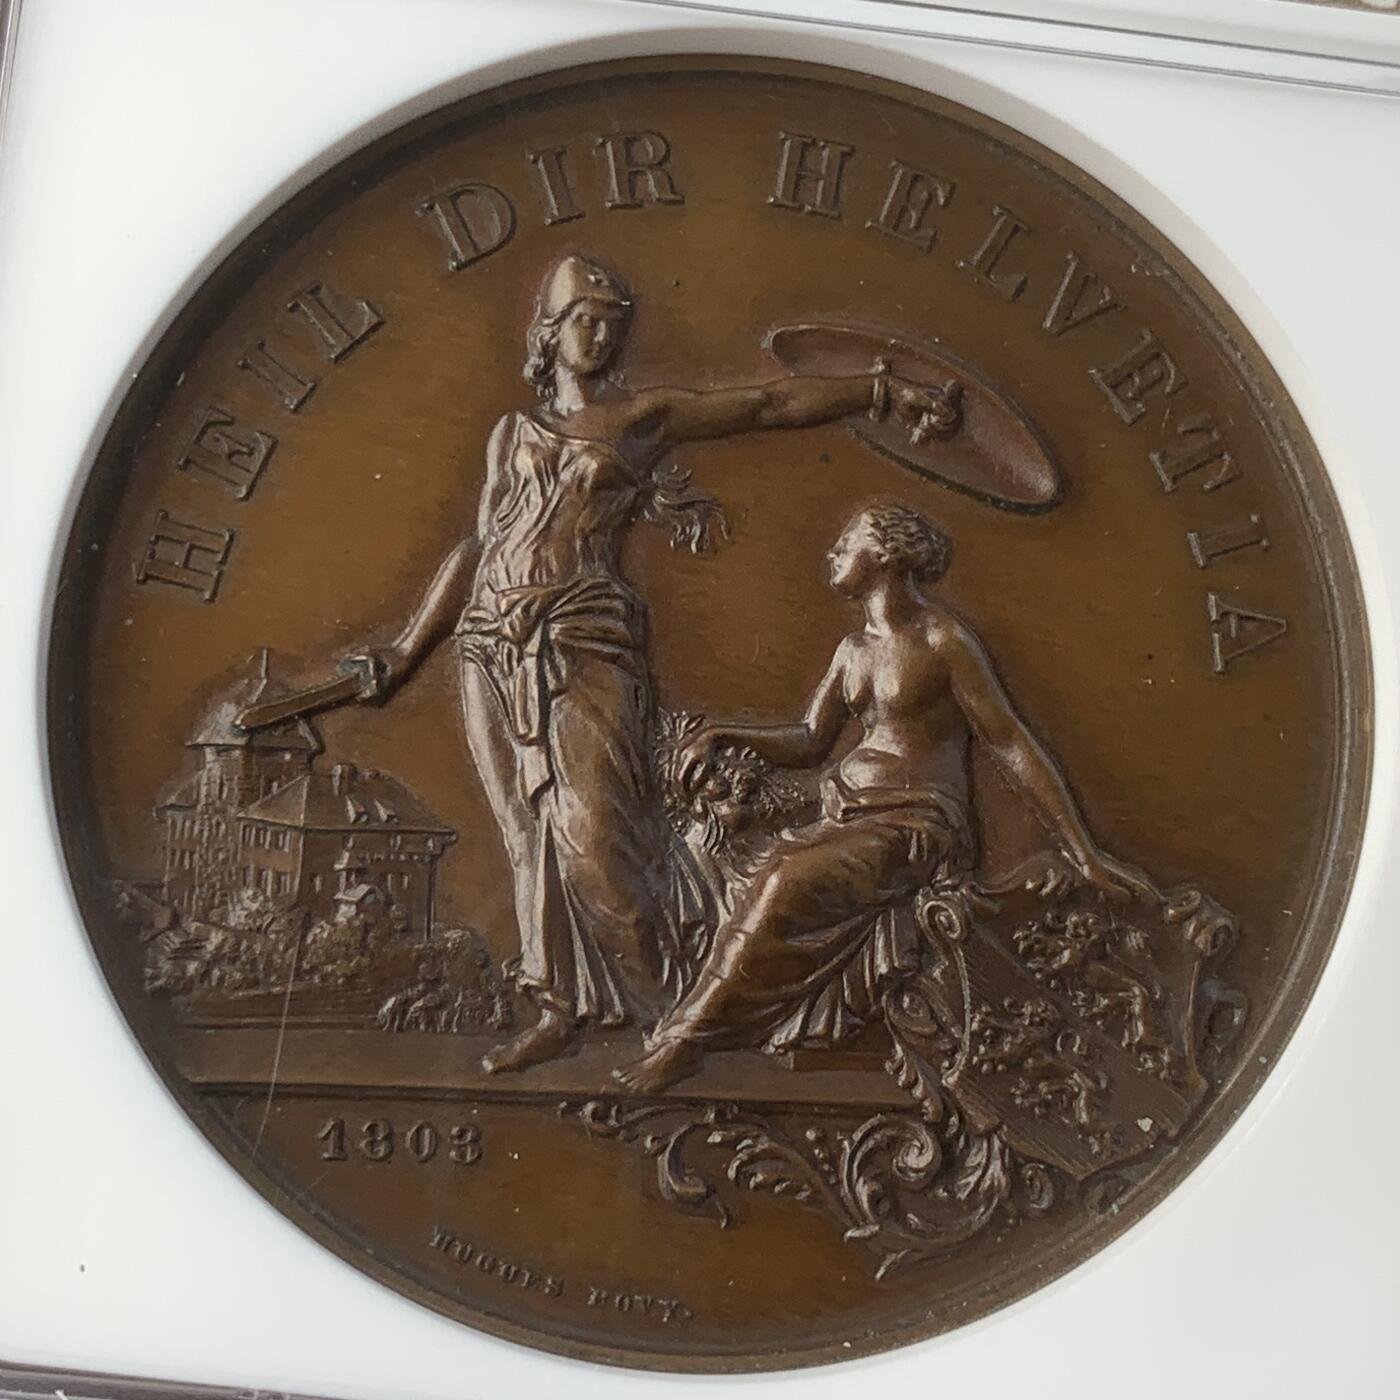 HEIL DIR HELVETIA
1803
HUGUES BOVY.